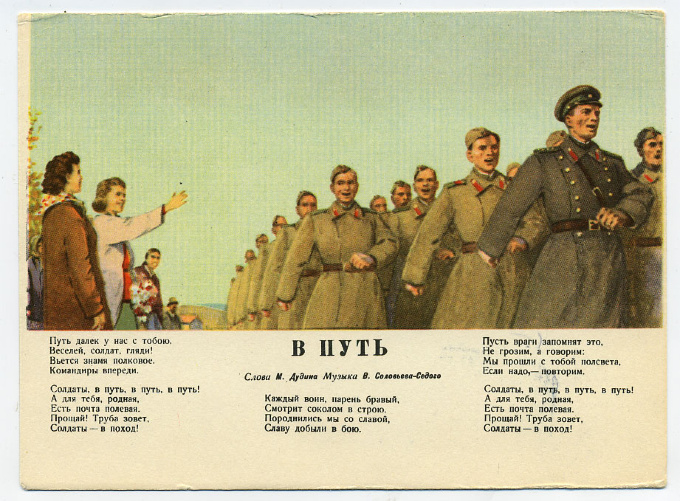 Путь далек у нас с тобою.
Веселей, солдат, гляди!
Вьется знамя полковое.
Командиры впереди.
Солдаты, в путь, в путь, в путь!
А для тебя, родная,
Есть почта полевая.
Прощай! Труба зовет,
Солдаты — в поход!
В ПУТЬ
Слова М. Дудина Музыка В. Соловьева-Седого
Каждый воин, парень бравый,
Смотрит соколом в строю.
Породнились мы со славой,
Славу добыли в бою.
Пусть враги запомнят это,
Не грозим, а говорим:
Мы прошли с тобой полсвета,
Если надо,— повторим.
Солдаты, в путь, в путь, в путь!
А для тебя, родная,
Есть почта полевая.
Прощай! Труба зовет,
Солдаты — в поход!